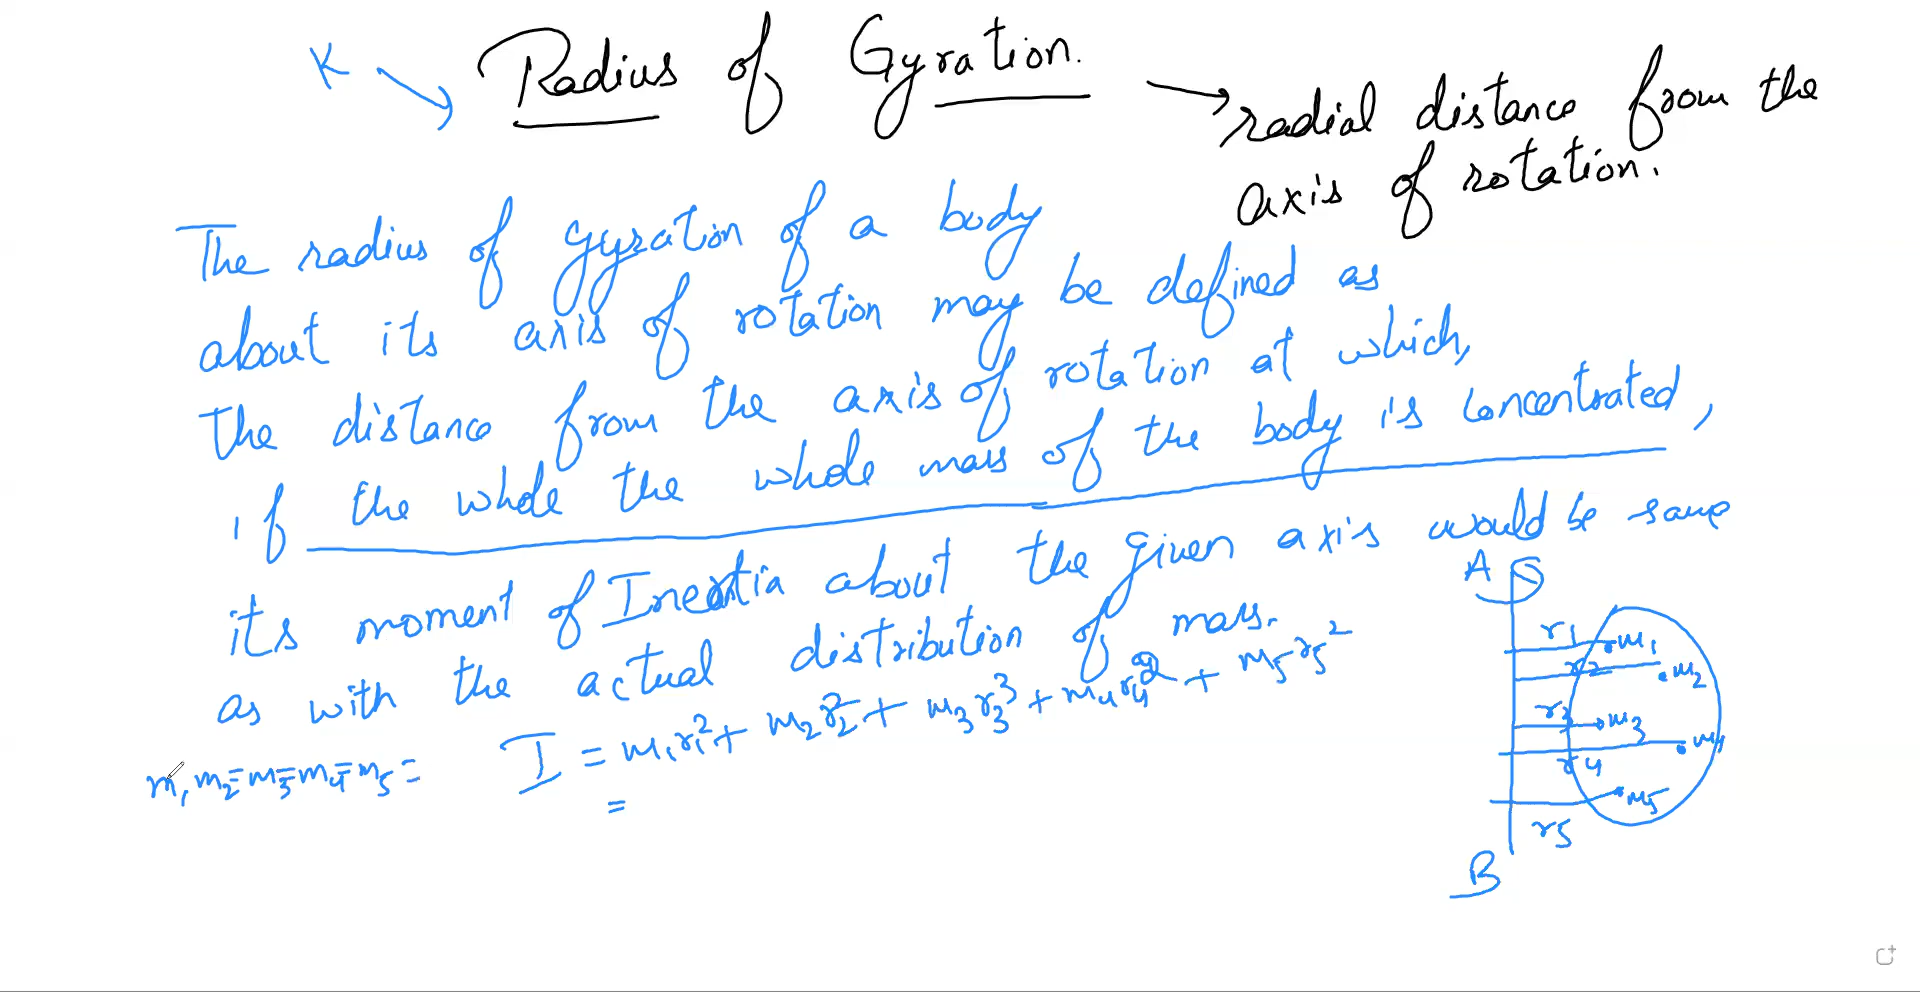 K → Radius of Gyration. → radial distance from the
axis of rotation.
The radius of gyration of a body
about its axis of rotation may be defined as
the distance from the axis of rotation at which,
if the whole the whole mass of the body is concentrated,
its moment of Inertia about the given axis would be same
as with the actual distribution of mass.
m₁ m₂ = m₃ = m₄ = m₅ =
I = m₁r₁² + m₂r₂² + m₃r₃³ + m₄r₄² + m₅r₅²
=
A
r₁ m₁
r₂ m₂
r₃ m₃
r₄ m₄
m₅
r₅
B